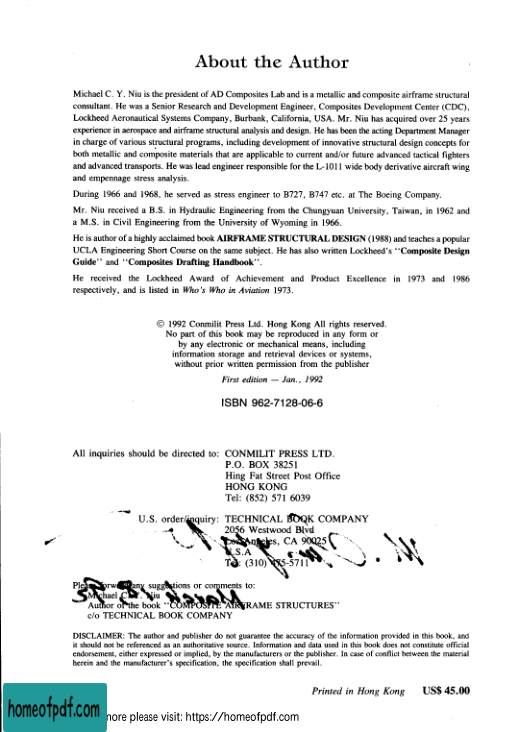 About the Author
Michael C. Y. Niu is the president of AD Composites Lab and is a metallic and composite airframe structural
consultant. He was a Senior Research and Development Engineer, Composites Development Center (CDC),
Lockheed Aeronautical Systems Company, Burbank, California, USA. Mr. Niu has acquired over 25 years
experience in aerospace and airframe structural analysis and design. He has been the acting Department Manager
in charge of various structural programs, including development of innovative structural design concepts for
both metallic and composite materials that are applicable to current and/or future advanced tactical fighters
and advanced transports. He was lead engineer responsible for the L-1011 wide body derivative aircraft wing
and empennage stress analysis.
During 1966 and 1968, he served as stress engineer to B727, B747 etc. at The Boeing Company.
Mr. Niu received a B.S. in Hydraulic Engineering from the Chungyuan University, Taiwan, in 1962 and
a M.S. in Civil Engineering from the University of Wyoming in 1966.
He is author of a highly acclaimed book AIRFRAME STRUCTURAL DESIGN (1988) and teaches a popular
UCLA Engineering Short Course on the same subject. He has also written Lockheed's "Composite Design
Guide" and "Composites Drafting Handbook".
He received the Lockheed Award of Achievement and Product Excellence in 1973 and 1986
respectively, and is listed in Who's Who in Aviation 1973.
© 1992 Conmilit Press Ltd. Hong Kong All rights reserved.
No part of this book may be reproduced in any form or
by any electronic or mechanical means, including
information storage and retrieval devices or systems,
without prior written permission from the publisher
First edition — Jan., 1992
ISBN 962-7128-06-6
All inquiries should be directed to: CONMILIT PRESS LTD.
P.O. BOX 38251
Hing Fat Street Post Office
HONG KONG
Tel: (852) 571 6039
U.S. order/inquiry: TECHNICAL BOOK COMPANY
2056 Westwood Blvd
Los Angeles, CA 90025
U.S.A
Tel: (310) 475-5711
Please forward any suggestions or comments to:
Michael C. Y. Niu
Author of the book "COMPOSITE AIRFRAME STRUCTURES"
c/o TECHNICAL BOOK COMPANY
DISCLAIMER: The author and publisher do not guarantee the accuracy of the information provided in this book, and
it should not be referenced as an authoritative source. Information and data used in this book does not constitute official
endorsement, either expressed or implied, by the manufacturers or the publisher. In case of conflict between the material
herein and the manufacturer's specification, the specification shall prevail.
Printed in Hong Kong US$ 45.00
homeofpdf.com
more please visit: https://homeofpdf.com